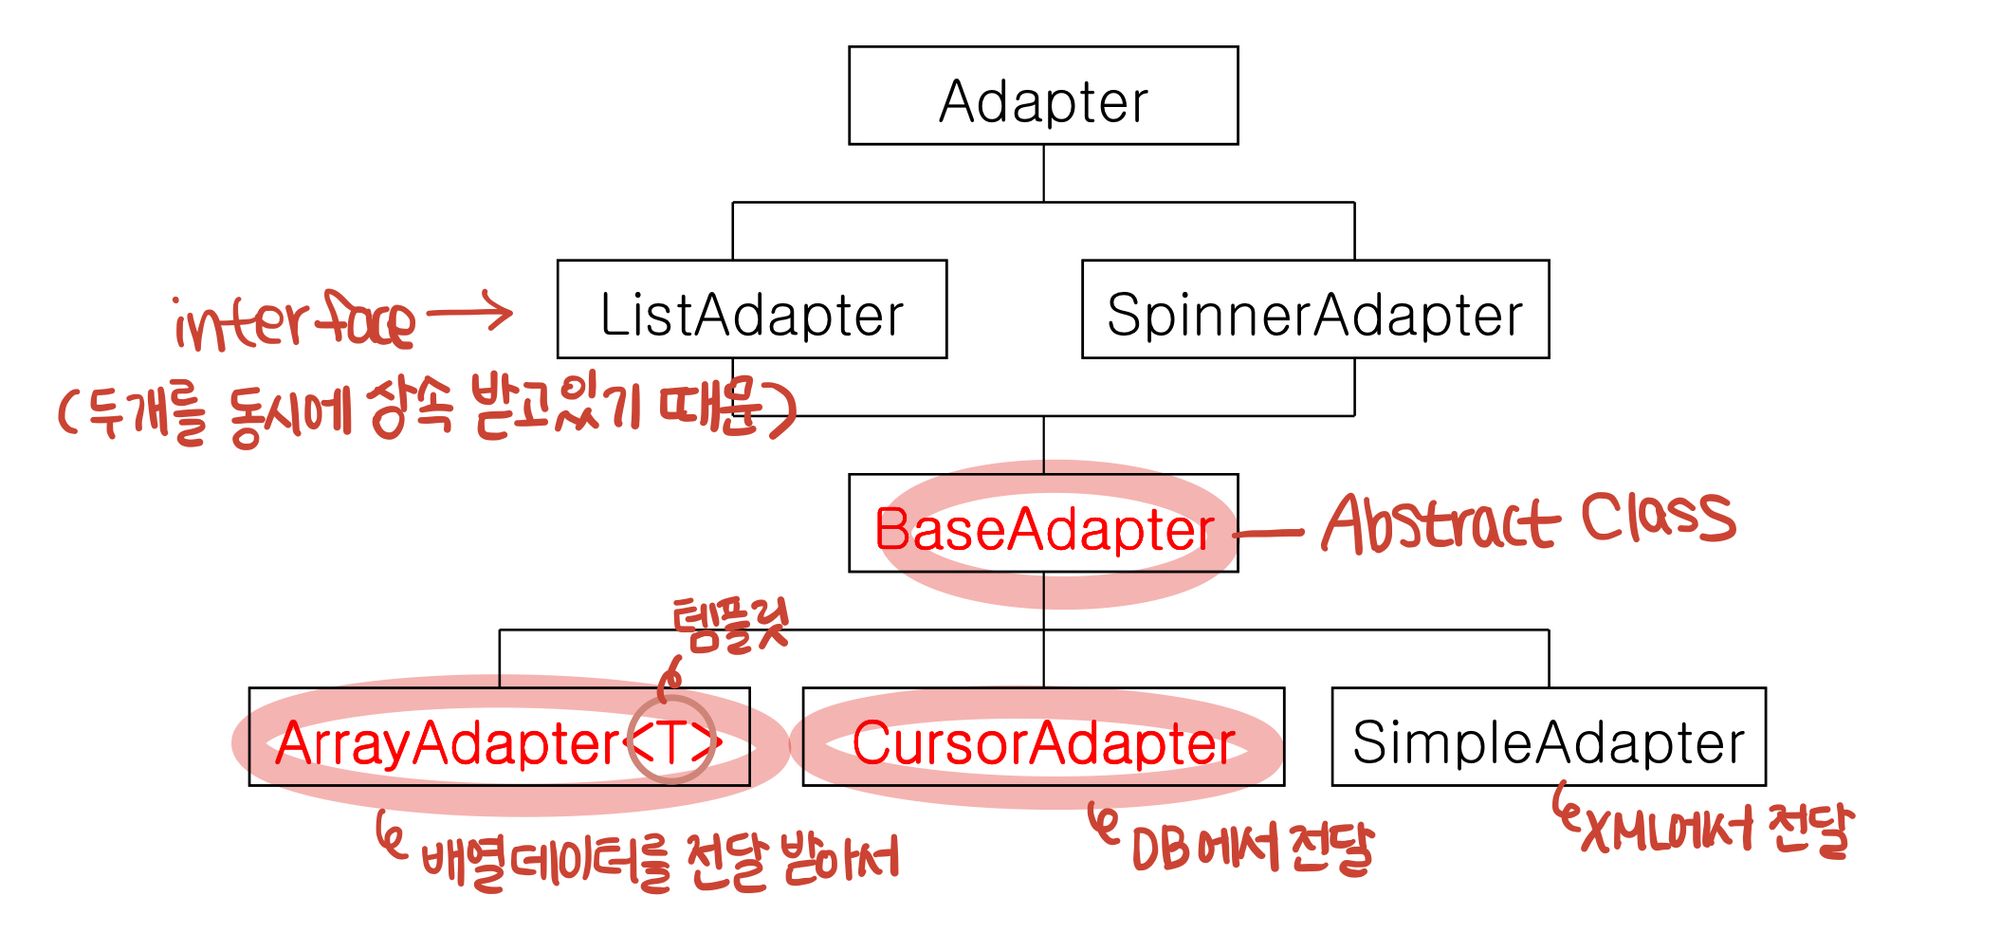 Adapter
ListAdapter
SpinnerAdapter
interface
(두개를 동시에 상속 받고있기 때문)
BaseAdapter
Abstract Class
템플릿
ArrayAdapter<T>
CursorAdapter
SimpleAdapter
배열데이터를 전달 받아서
DB에서 전달
XML에서 전달